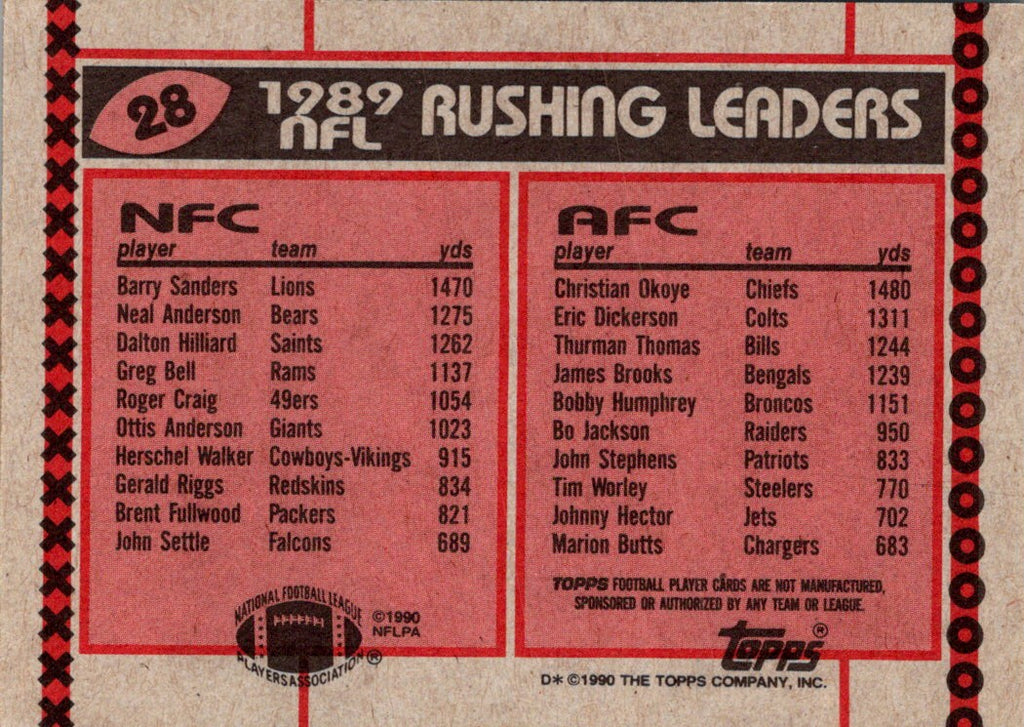 28
1989 NFL RUSHING LEADERS
NFC
player team yds
Barry Sanders Lions 1470
Neal Anderson Bears 1275
Dalton Hilliard Saints 1262
Greg Bell Rams 1137
Roger Craig 49ers 1054
Ottis Anderson Giants 1023
Herschel Walker Cowboys-Vikings 915
Gerald Riggs Redskins 834
Brent Fullwood Packers 821
John Settle Falcons 689
NATIONAL FOOTBALL LEAGUE
PLAYERS ASSOCIATION®
©1990
NFLPA
AFC
player team yds
Christian Okoye Chiefs 1480
Eric Dickerson Colts 1311
Thurman Thomas Bills 1244
James Brooks Bengals 1239
Bobby Humphrey Broncos 1151
Bo Jackson Raiders 950
John Stephens Patriots 833
Tim Worley Steelers 770
Johnny Hector Jets 702
Marion Butts Chargers 683
TOPPS FOOTBALL PLAYER CARDS ARE NOT MANUFACTURED,
SPONSORED OR AUTHORIZED BY ANY TEAM OR LEAGUE.
Topps®
D* ©1990 THE TOPPS COMPANY, INC.